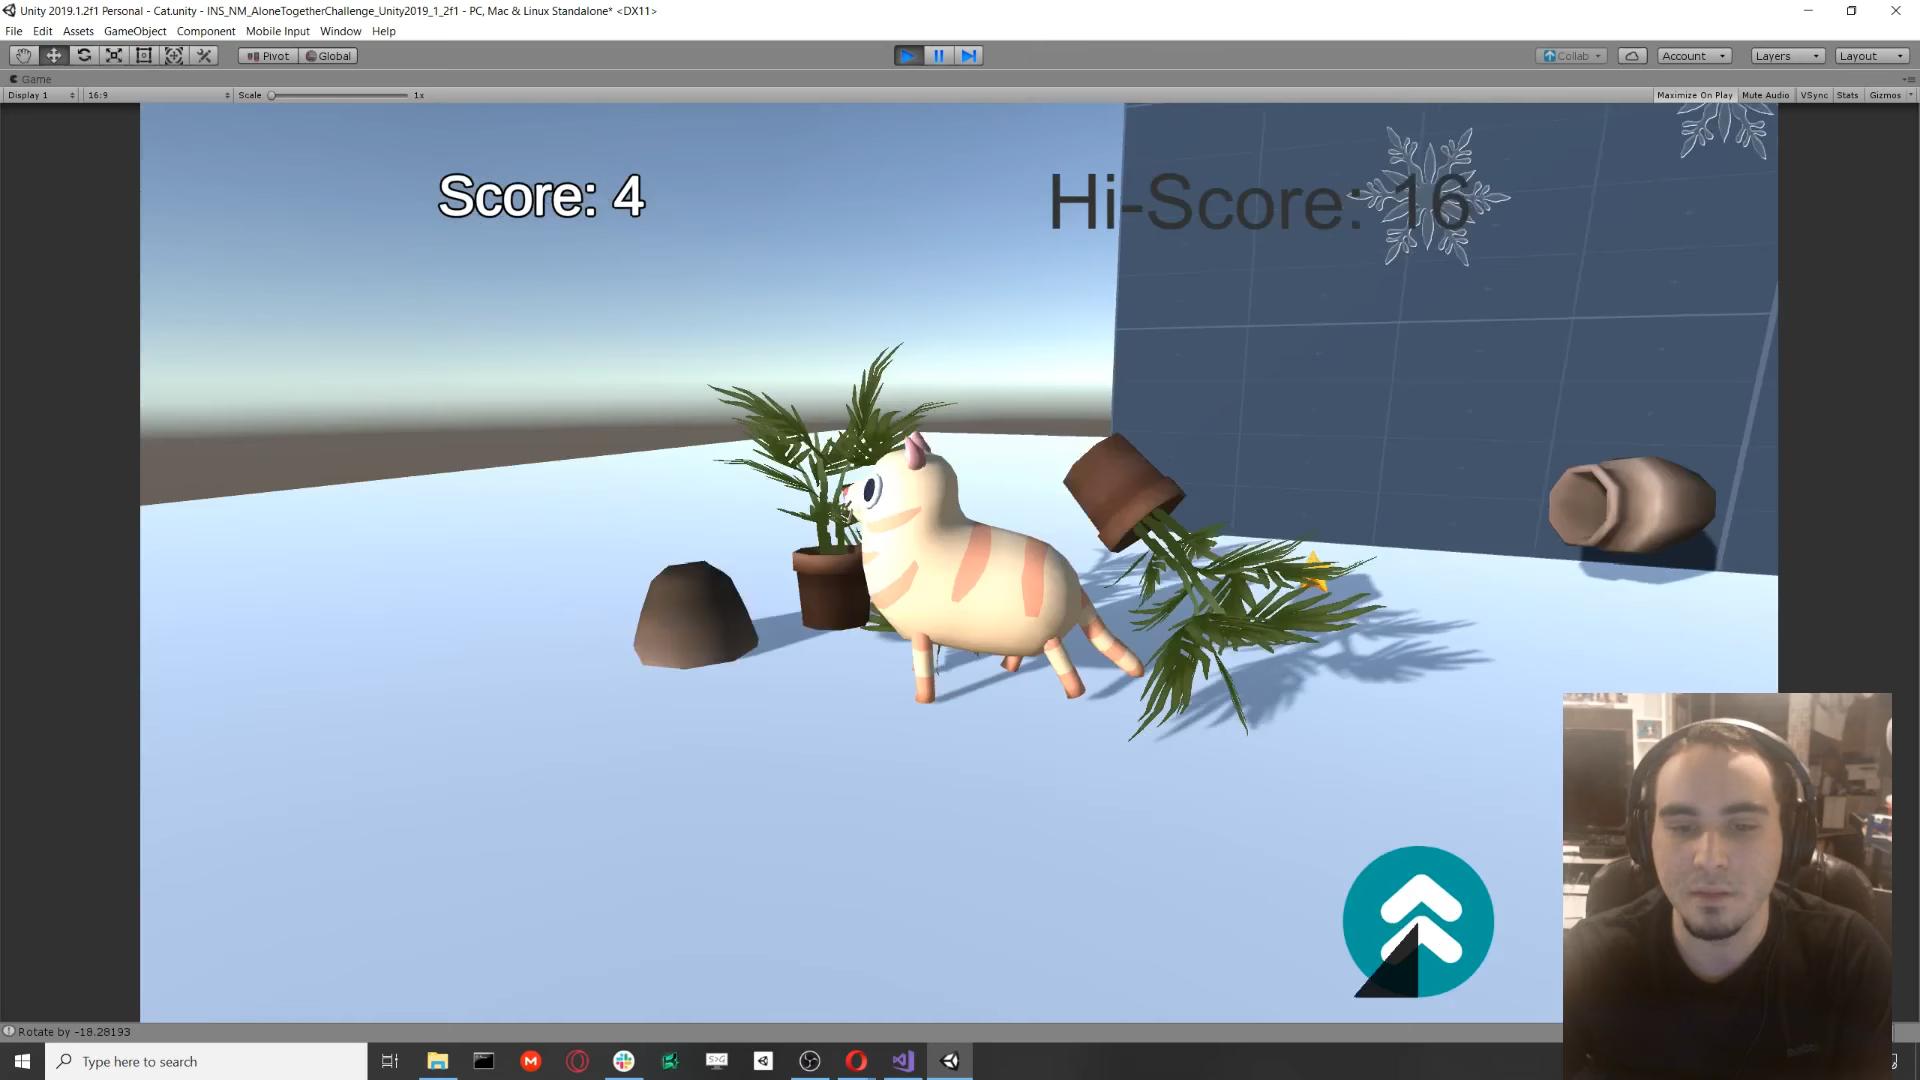 Unity 2019.1.2f1 Personal - Cat.unity - INS_NM_AloneTogetherChallenge_Unity2019_1_2f1 - PC, Mac & Linux Standalone* <DX11>
File Edit Assets GameObject Component Mobile Input Window Help
Pivot Global Collab Account Layers Layout
Game
Display 1 16:9 Scale 1x Maximize On Play Mute Audio VSync Stats Gizmos
Score: 4
Hi-Score: 16
Rotate by -18.28193
Type here to search